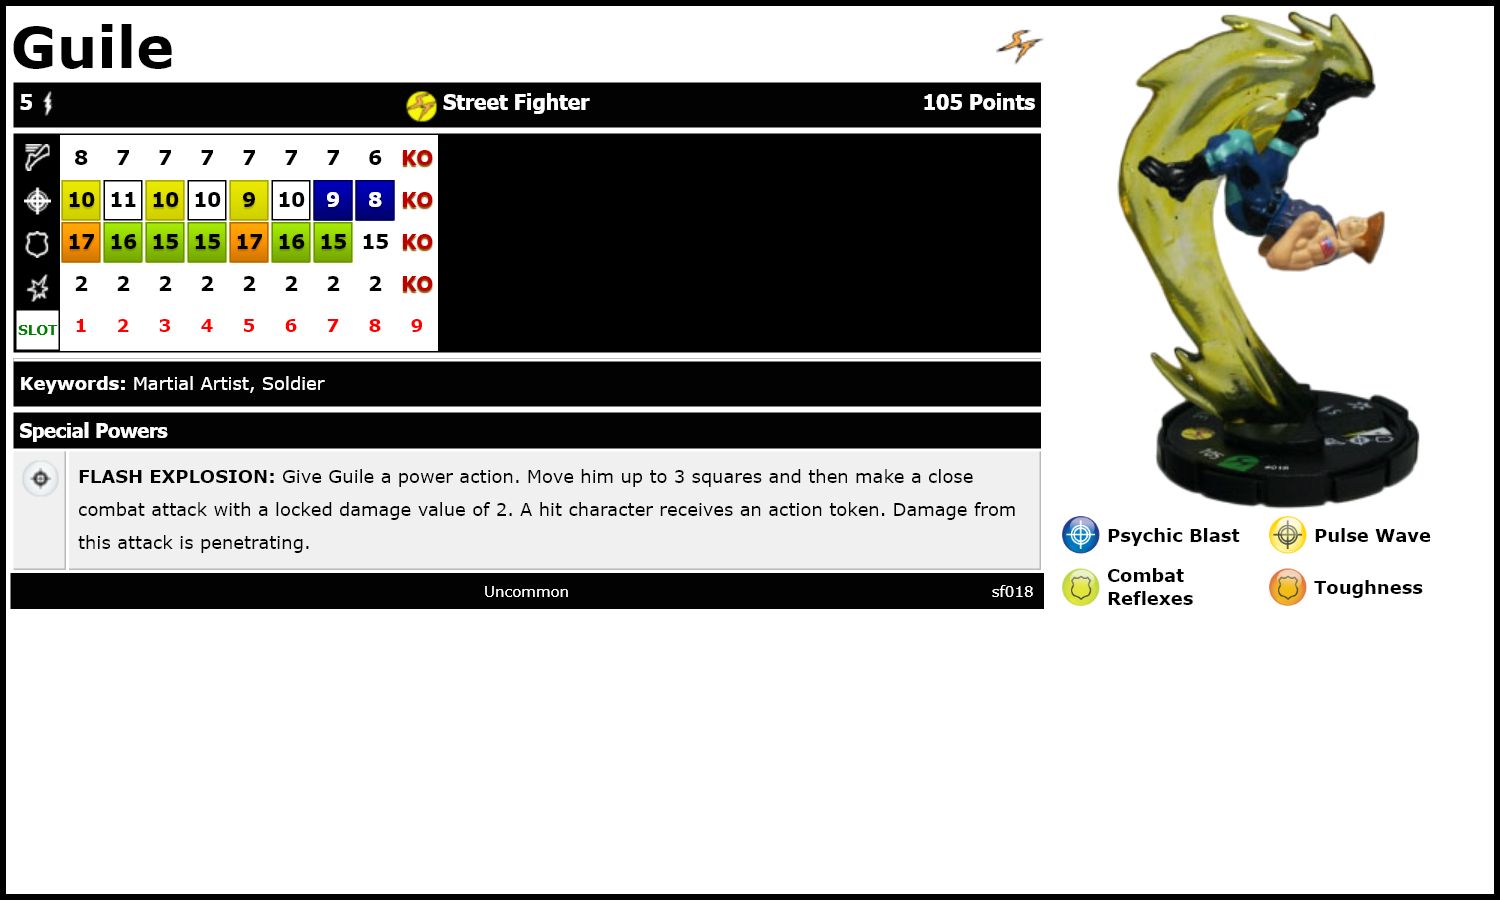 Guile
5 Street Fighter 105 Points
8 7 7 7 7 7 7 6 KO
10 11 10 10 9 10 9 8 KO
17 16 15 15 17 16 15 15 KO
2 2 2 2 2 2 2 2 KO
SLOT 1 2 3 4 5 6 7 8 9
Keywords: Martial Artist, Soldier
Special Powers
FLASH EXPLOSION: Give Guile a power action. Move him up to 3 squares and then make a close
combat attack with a locked damage value of 2. A hit character receives an action token. Damage from
this attack is penetrating.
Uncommon sf018
105
#018
Psychic Blast Pulse Wave
Combat
Reflexes
Toughness